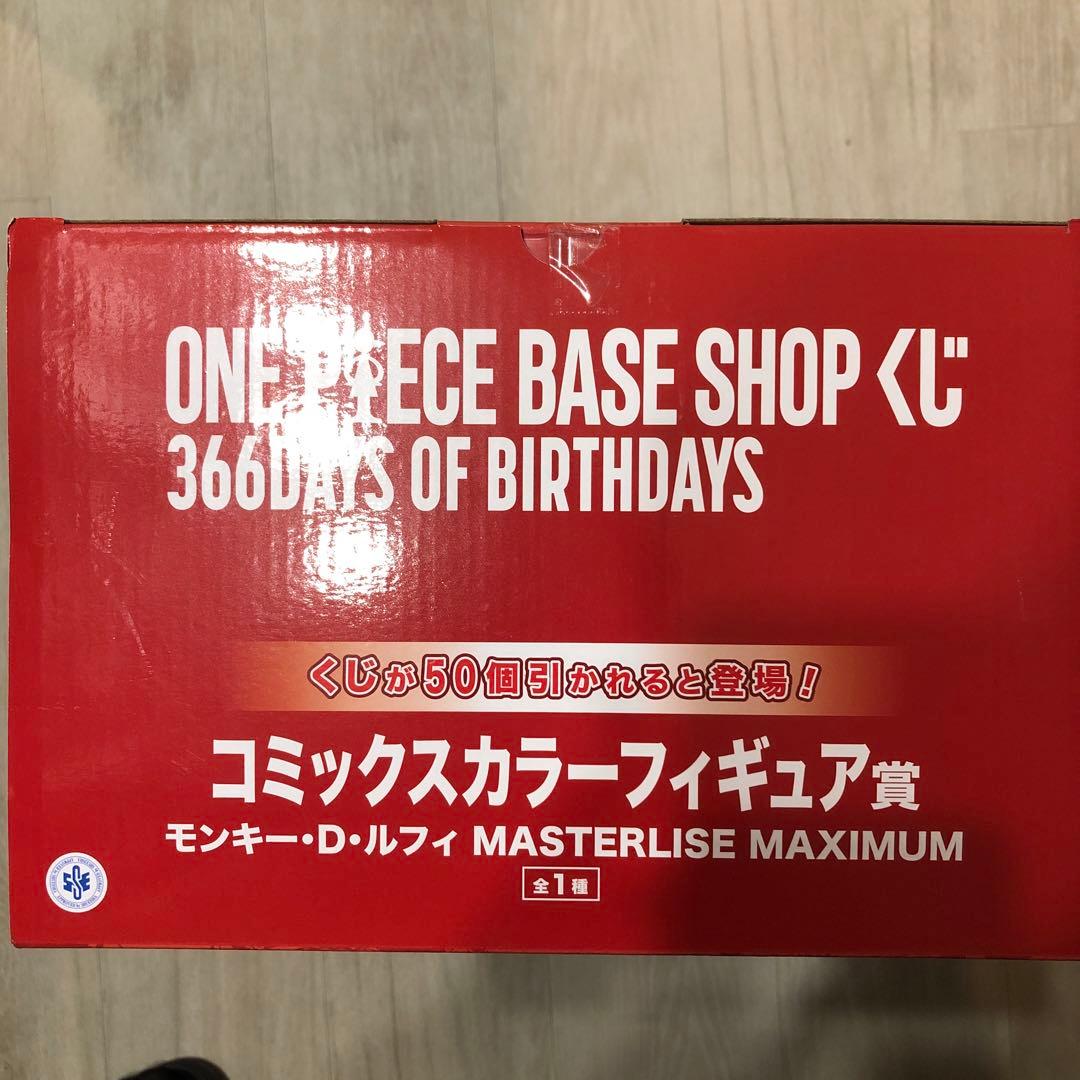 ONE PIECE BASE SHOP くじ
366DAYS OF BIRTHDAYS
くじが50個引かれると登場!
コミックスカラーフィギュア賞
モンキー・D・ルフィ MASTERLISE MAXIMUM
全1種